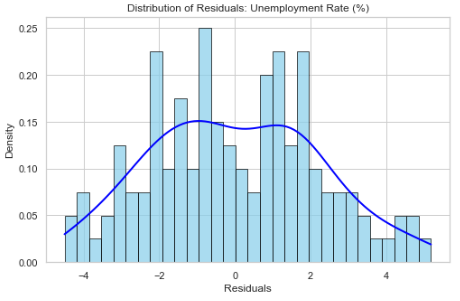 Distribution of Residuals: Unemployment Rate (%)
0.25
0.20
0.15
0.10
0.05
0.00
Density
−4 −2 0 2 4
Residuals